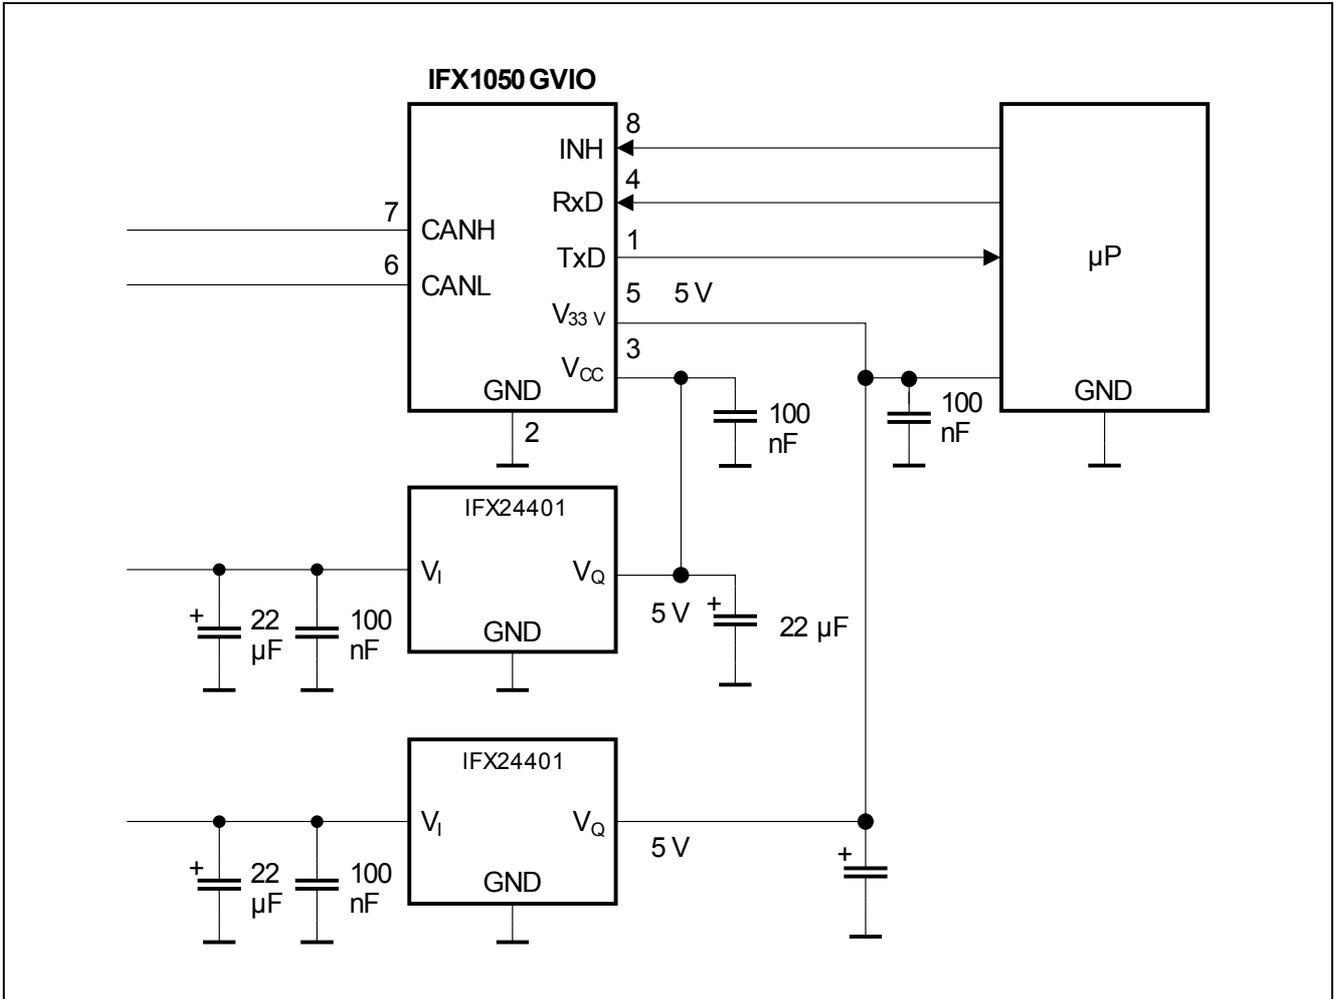 IFX1050 GVIO
8
INH
4
RxD
7
CANH
1
TxD
µP
6
CANL
5 5 V
V33 V
3
VCC
GND
GND
100
nF
100
nF
2
IFX24401
VI
VQ
+
22
µF
100
nF
5 V
+
22 µF
GND
IFX24401
VI
VQ
5 V
+
22
µF
100
nF
+
GND